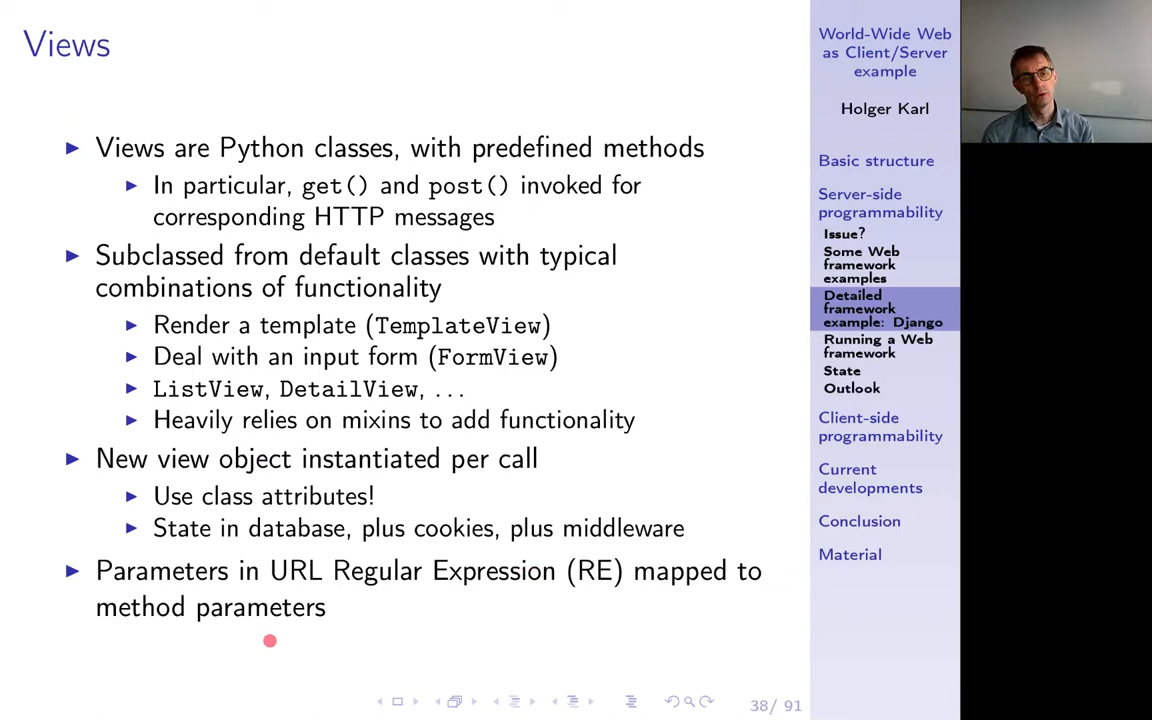 Views
Views are Python classes, with predefined methods
In particular, get() and post() invoked for
corresponding HTTP messages
Subclassed from default classes with typical
combinations of functionality
Render a template (TemplateView)
Deal with an input form (FormView)
ListView, DetailView, ...
Heavily relies on mixins to add functionality
New view object instantiated per call
Use class attributes!
State in database, plus cookies, plus middleware
Parameters in URL Regular Expression (RE) mapped to
method parameters
38/ 91
World-Wide Web
as Client/Server
example
Holger Karl
Basic structure
Server-side
programmability
Issue?
Some Web
framework
examples
Detailed
framework
example: Django
Running a Web
framework
State
Outlook
Client-side
programmability
Current
developments
Conclusion
Material